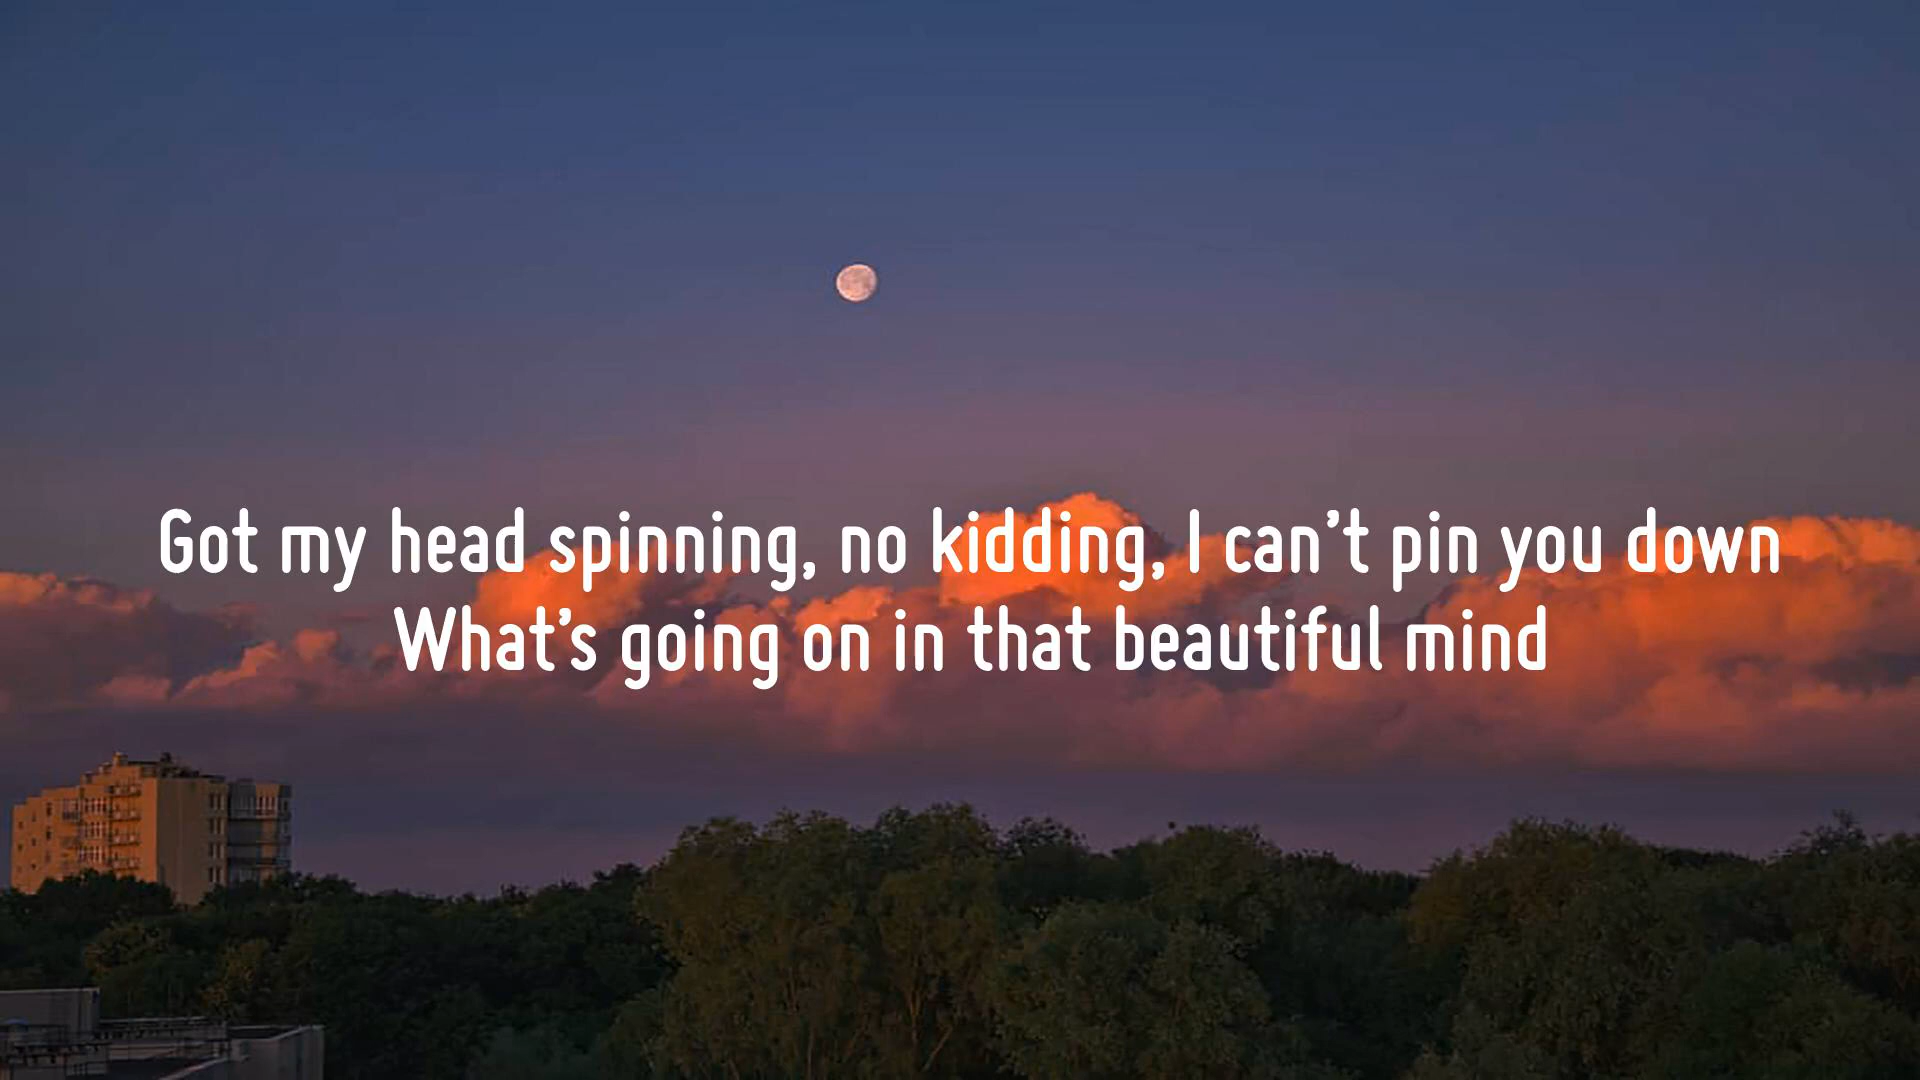 Got my head spinning, no kidding, I can’t pin you down
What’s going on in that beautiful mind